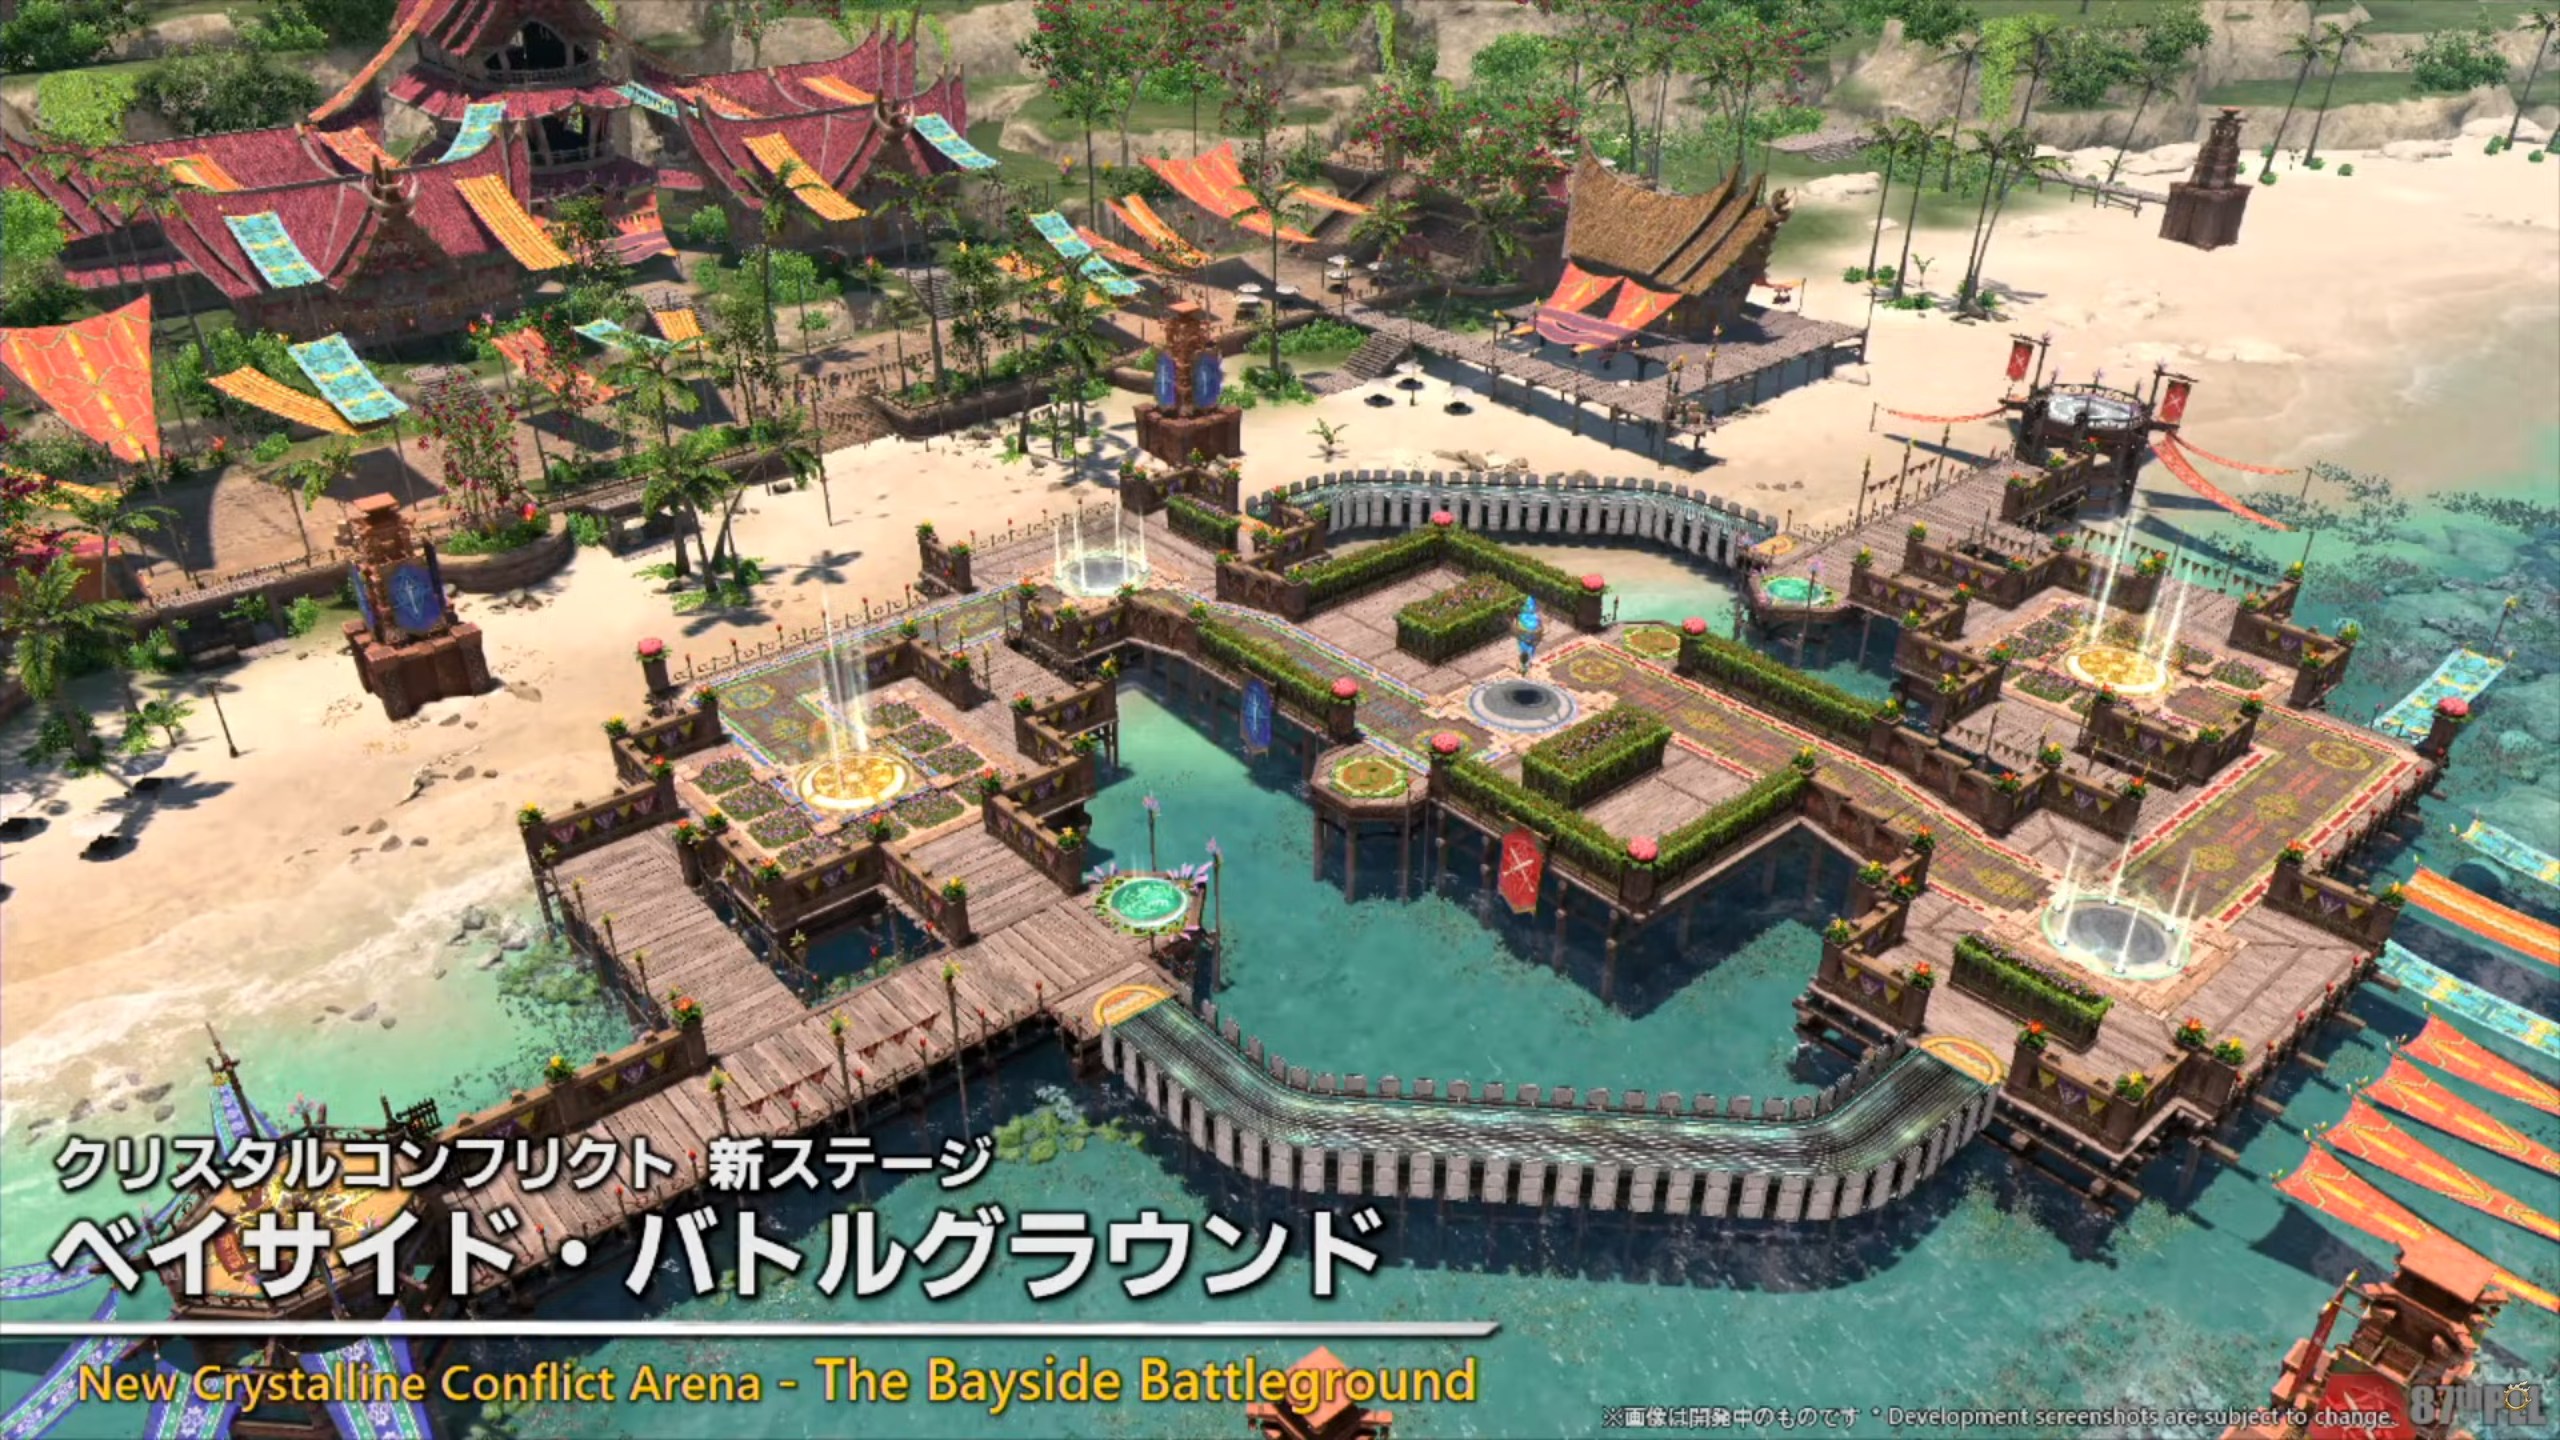 クリスタルコンフリクト 新ステージ
ベイサイド・バトルグラウンド
New Crystalline Conflict Arena - The Bayside Battleground
※画像は開発中のものです * Development screenshots are subject to change.
87th PLL